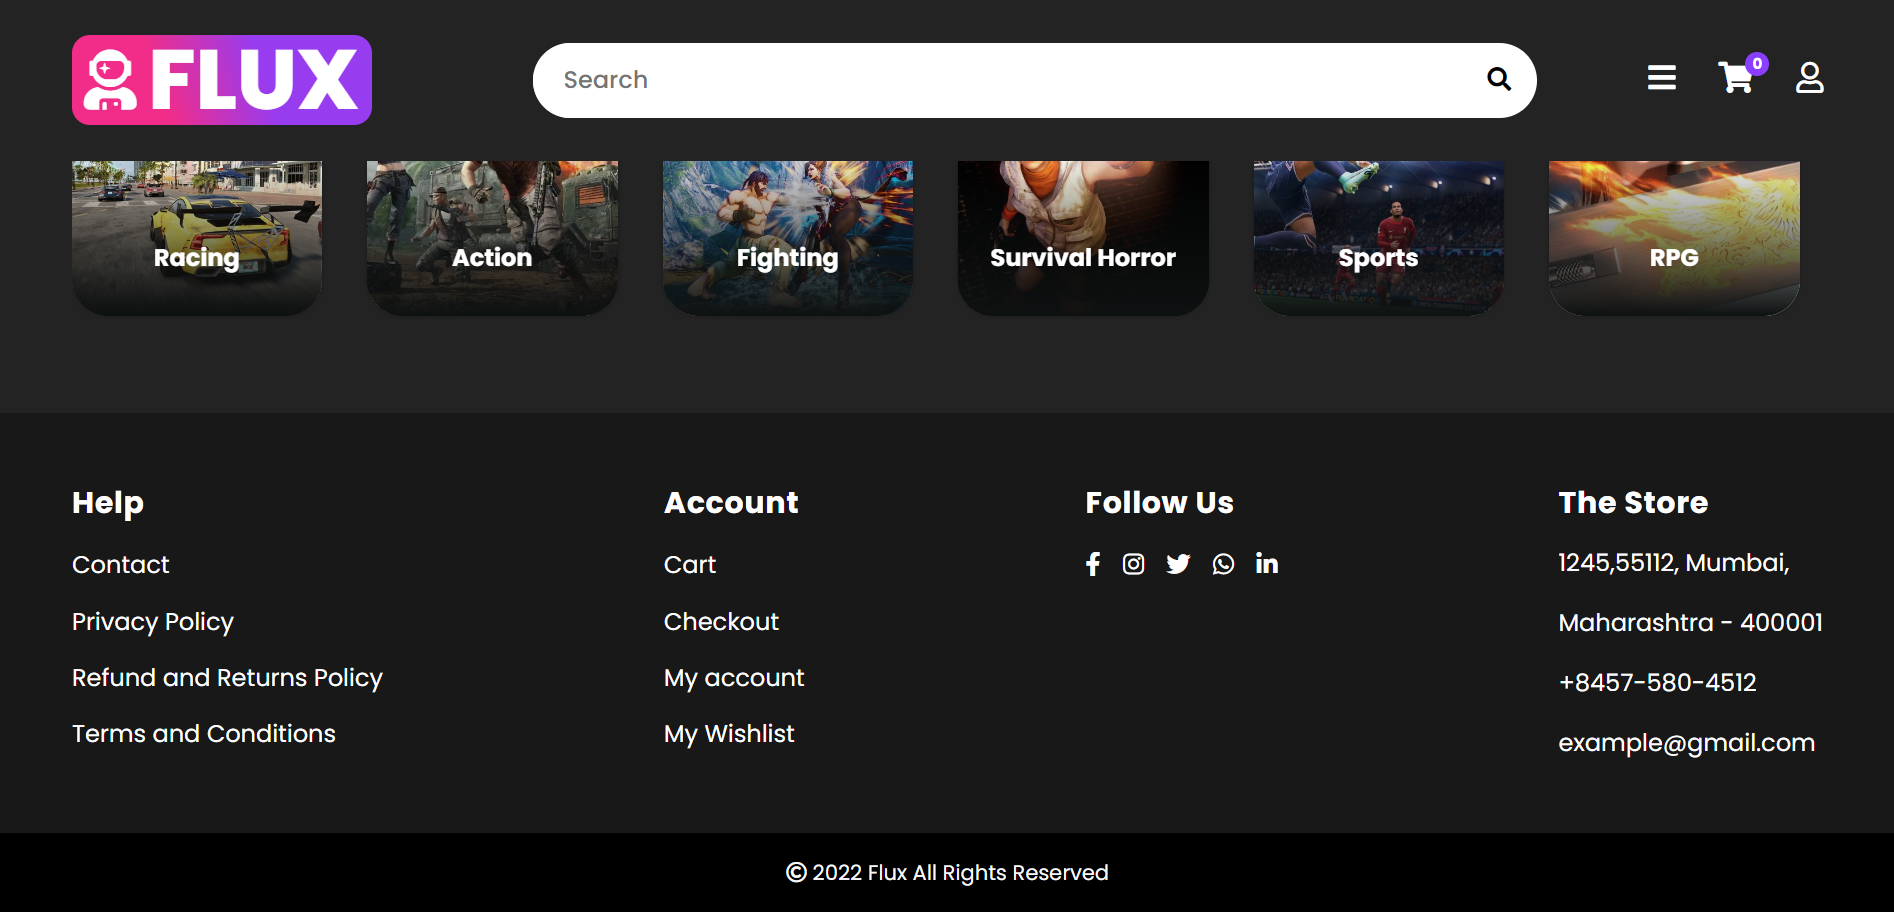 FLUX
Search
0
Racing
Action
Fighting
Survival Horror
Sports
RPG
Help
Contact
Privacy Policy
Refund and Returns Policy
Terms and Conditions
Account
Cart
Checkout
My account
My Wishlist
Follow Us
The Store
1245,55112, Mumbai,
Maharashtra - 400001
+8457-580-4512
example@gmail.com
© 2022 Flux All Rights Reserved